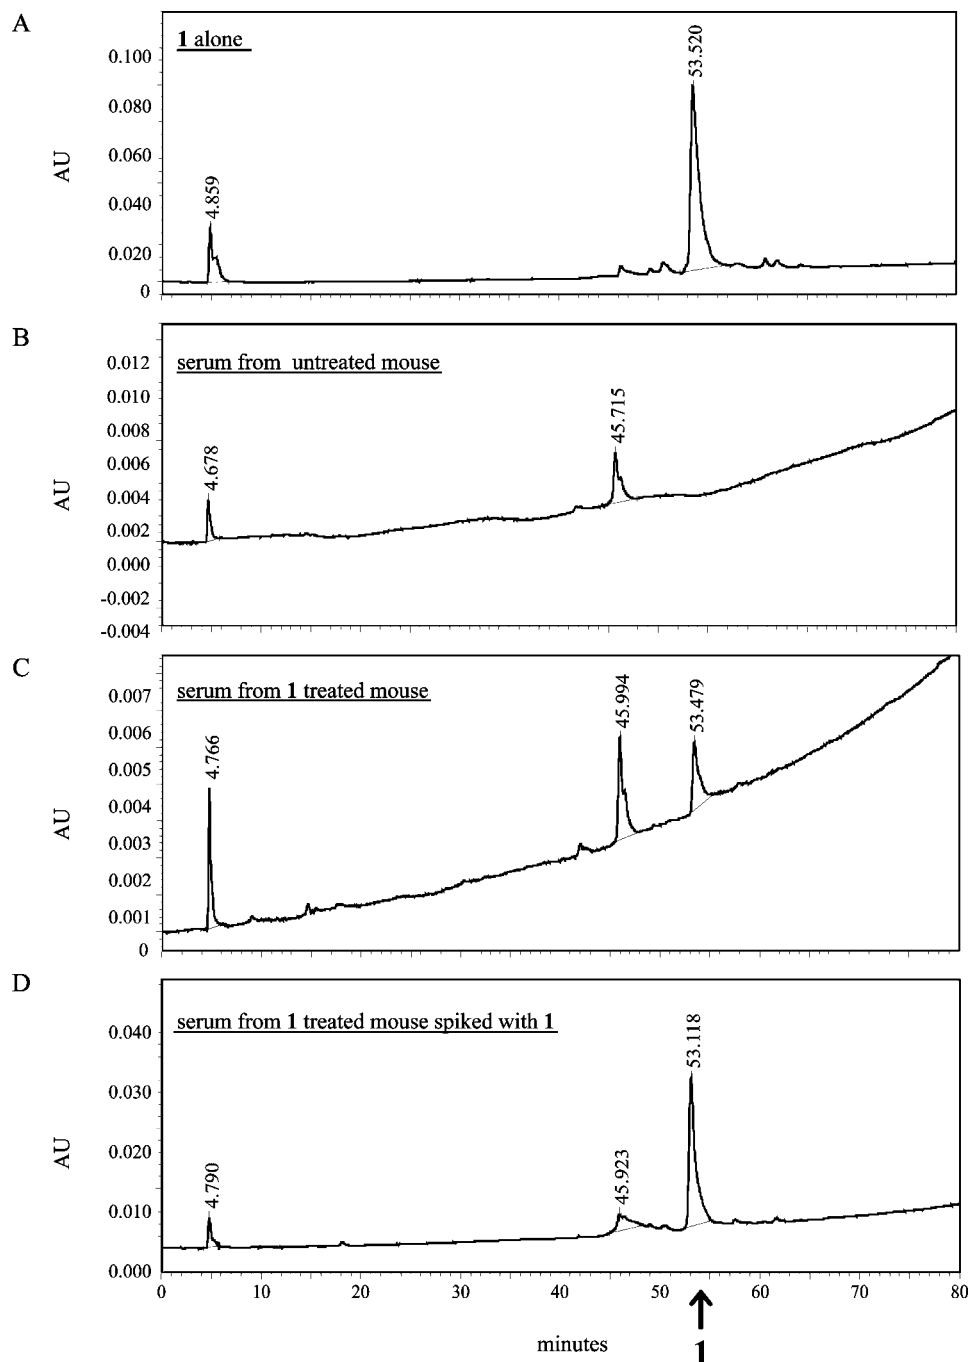 A
1 alone
0.100
0.080
0.060
0.040
0.020
0
AU
4.859
53.520
B
serum from untreated mouse
0.012
0.010
0.008
0.006
0.004
0.002
0.000
-0.002
-0.004
AU
4.678
45.715
C
serum from 1 treated mouse
0.007
0.006
0.005
0.004
0.003
0.002
0.001
0
AU
4.766
45.994
53.479
D
serum from 1 treated mouse spiked with 1
0.040
0.030
0.020
0.010
0.000
AU
4.790
45.923
53.118
0 10 20 30 40 50 60 70 80
minutes
1